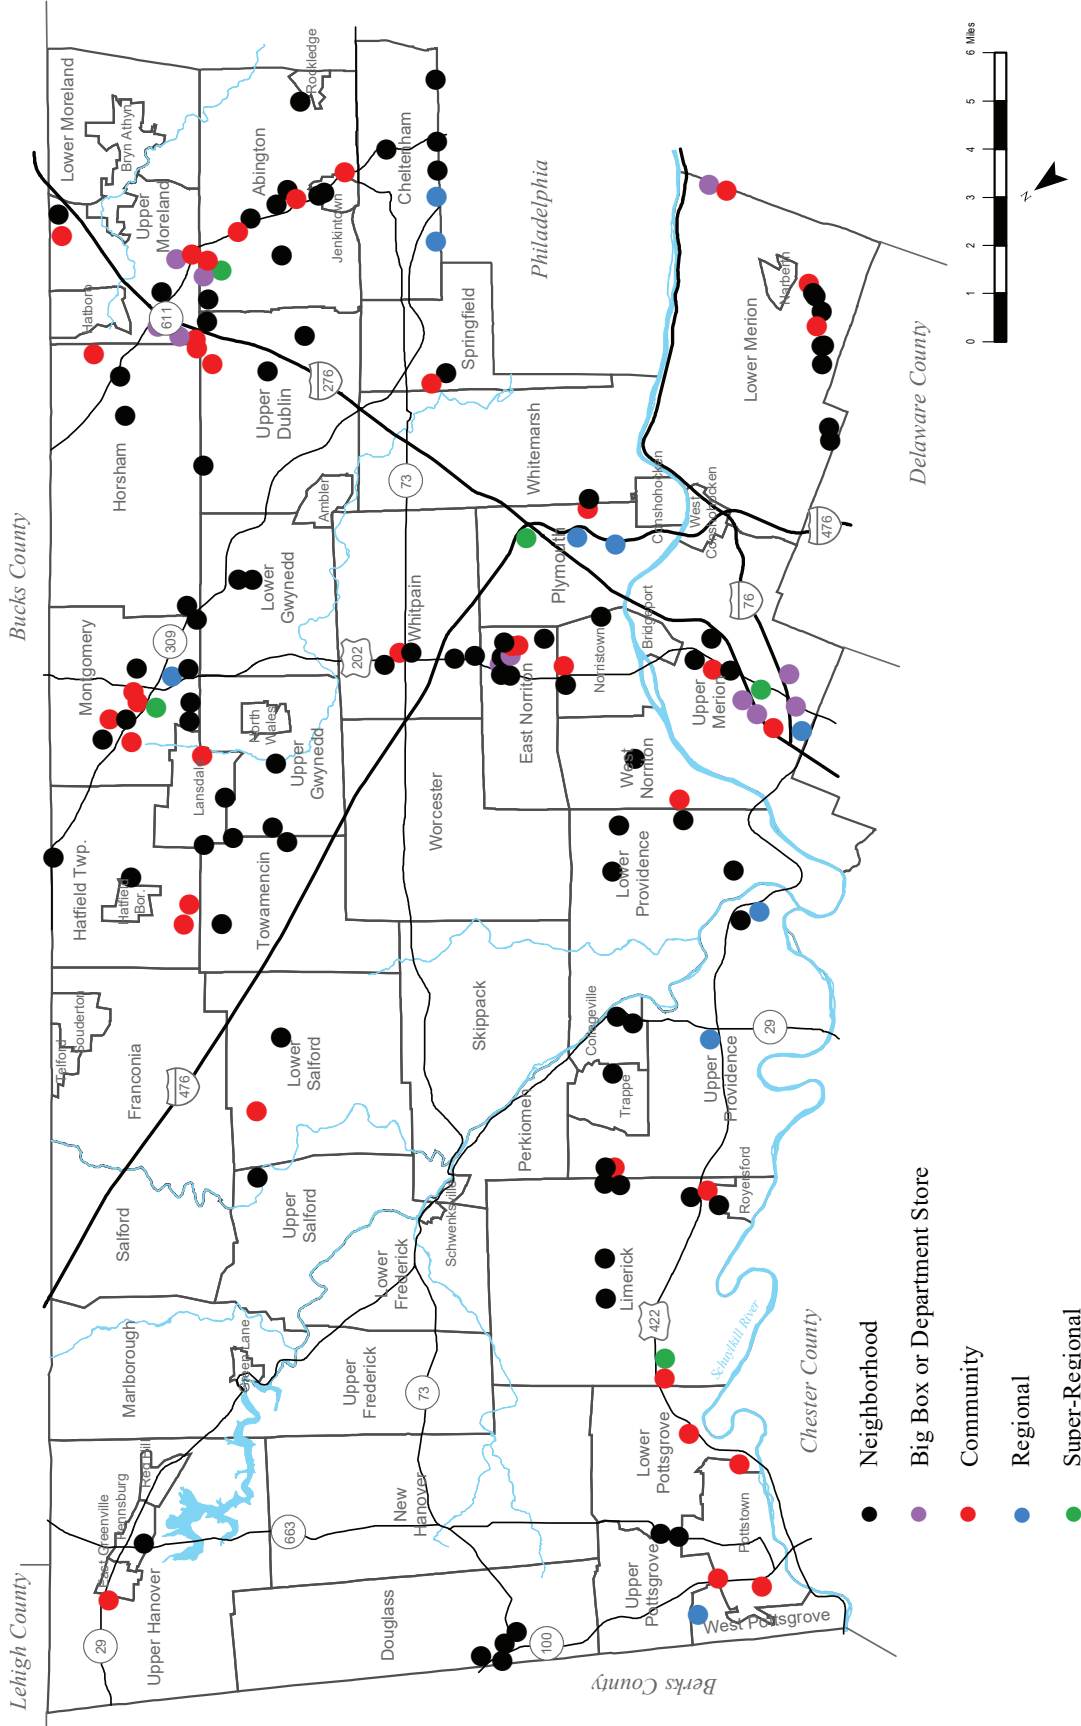 Lehigh County
Bucks County
Berks County
Chester County
Delaware County
Philadelphia
Schuylkill River
East Greenville
Pennsburg
Red Hill
Upper Hanover
29
663
Marlborough
Green Lane
Salford
Franconia
Telford
Souderton
476
Hatfield Twp.
Hatfield
Bor.
Montgomery
309
Lansdale
Horsham
Hatboro
611
Upper
Moreland
Lower Moreland
Bryn Athyn
Abington
Rockledge
Jenkintown
Cheltenham
Springfield
Upper
Dublin
276
Ambler
Lower
Gwynedd
North
Wales
Upper
Gwynedd
Towamencin
Lower
Salford
Upper
Salford
Lower
Frederick
Schwenksville
Upper
Frederick
73
New
Hanover
Douglass
100
Upper
Pottsgrove
West Pottsgrove
Pottstown
Lower
Pottsgrove
Limerick
422
Royersford
Perkiomen
Skippack
Trappe
Collegeville
Upper
Providence
29
Lower
Providence
Worcester
Whitpain
202
73
East Norriton
West
Norriton
Norristown
Bridgeport
Plymouth
Whitemarsh
Conshohocken
West
Conshohocken
Upper
Merion
76
476
Lower Merion
Narberth
Neighborhood
Big Box or Department Store
Community
Regional
Super-Regional
0 1 2 3 4 5 6 Miles
N